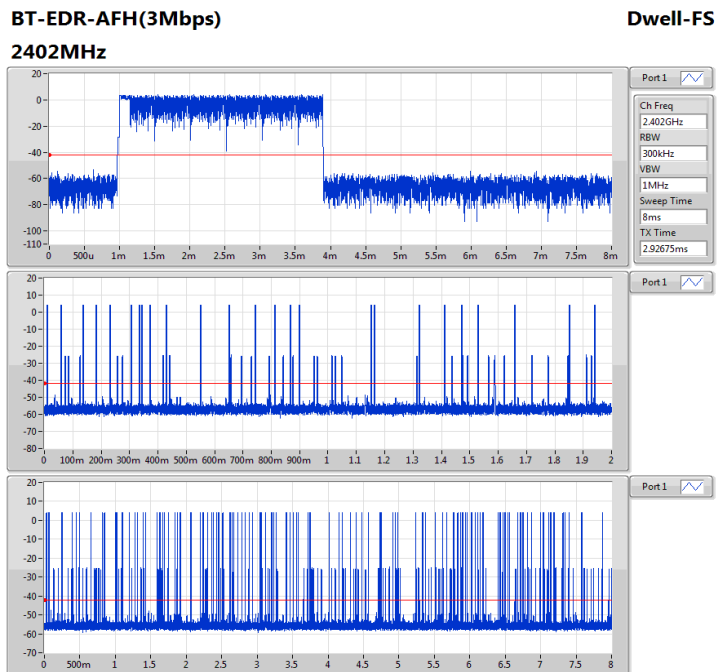 BT-EDR-AFH(3Mbps)
Dwell-FS
2402MHz
20
0
-20
-40
-60
-80
-100
-110
0 500u 1m 1.5m 2m 2.5m 3m 3.5m 4m 4.5m 5m 5.5m 6m 6.5m 7m 7.5m 8m
Port 1
Ch Freq
2.402GHz
RBW
300kHz
VBW
1MHz
Sweep Time
8ms
TX Time
2.92675ms
20
10
0
-10
-20
-30
-40
-50
-60
-70
-80
0 100m 200m 300m 400m 500m 600m 700m 800m 900m 1 1.1 1.2 1.3 1.4 1.5 1.6 1.7 1.8 1.9 2
Port 1
20
10
0
-10
-20
-30
-40
-50
-60
-70
0 500m 1 1.5 2 2.5 3 3.5 4 4.5 5 5.5 6 6.5 7 7.5 8
Port 1